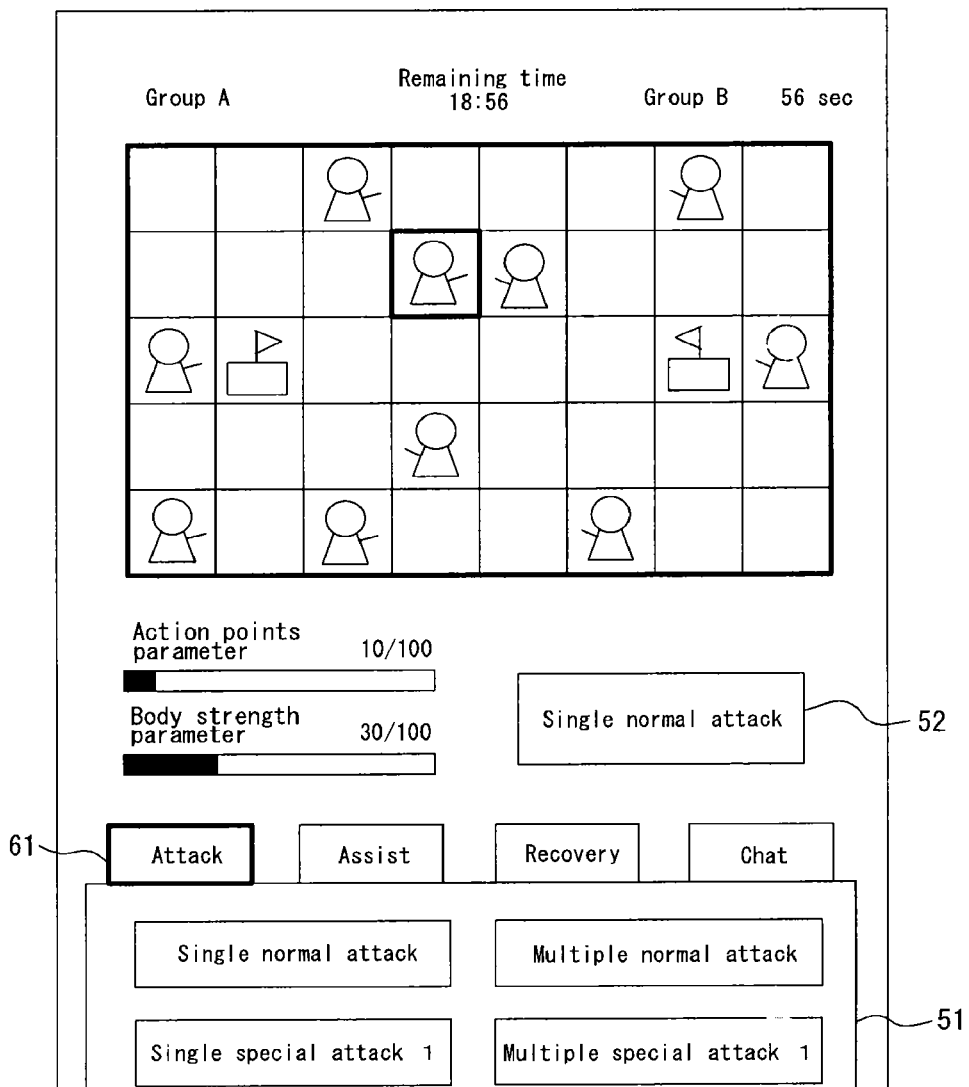 Remaining time
Group A 18:56 Group B 56 sec
Action points
parameter 10/100
Single normal attack 52
Body strength
parameter 30/100
61 Attack Assist Recovery Chat
Single normal attack Multiple normal attack
51
Single special attack 1 Multiple special attack 1